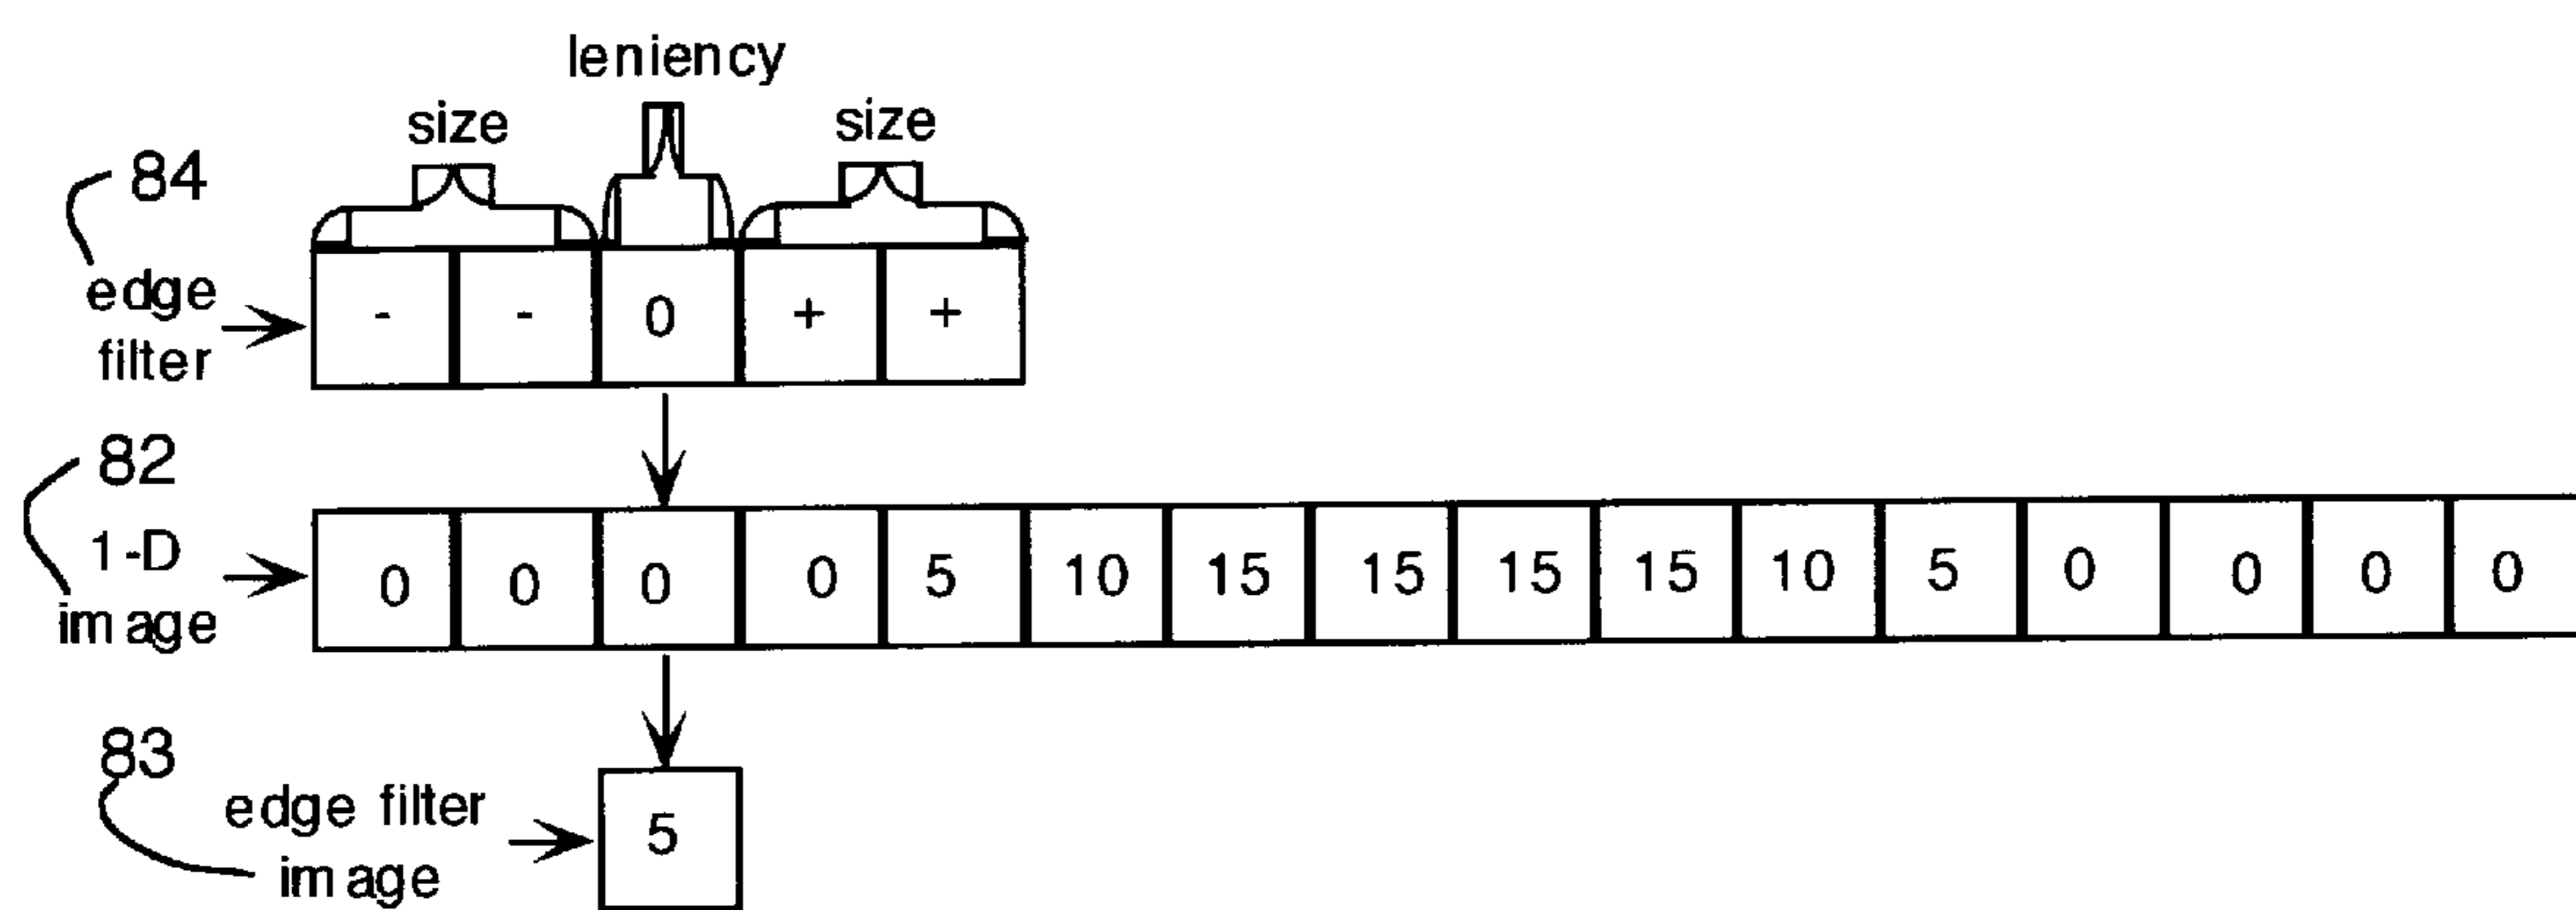 leniency
size size
84
edge
filter
- - 0 + +
82
1-D
image
0 0 0 0 5 10 15 15 15 15 10 5 0 0 0 0
83
edge filter
image
5